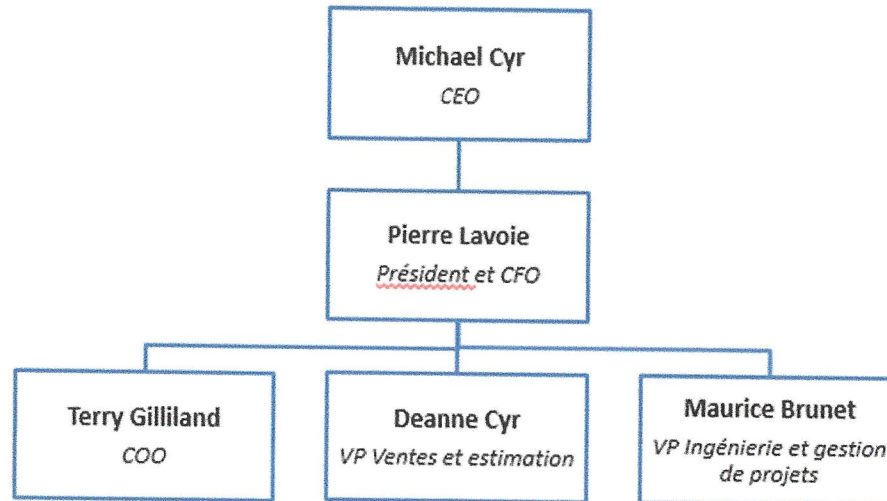 Michael Cyr
CEO
Pierre Lavoie
Président et CFO
Terry Gilliland
COO
Deanne Cyr
VP Ventes et estimation
Maurice Brunet
VP Ingénierie et gestion
de projets